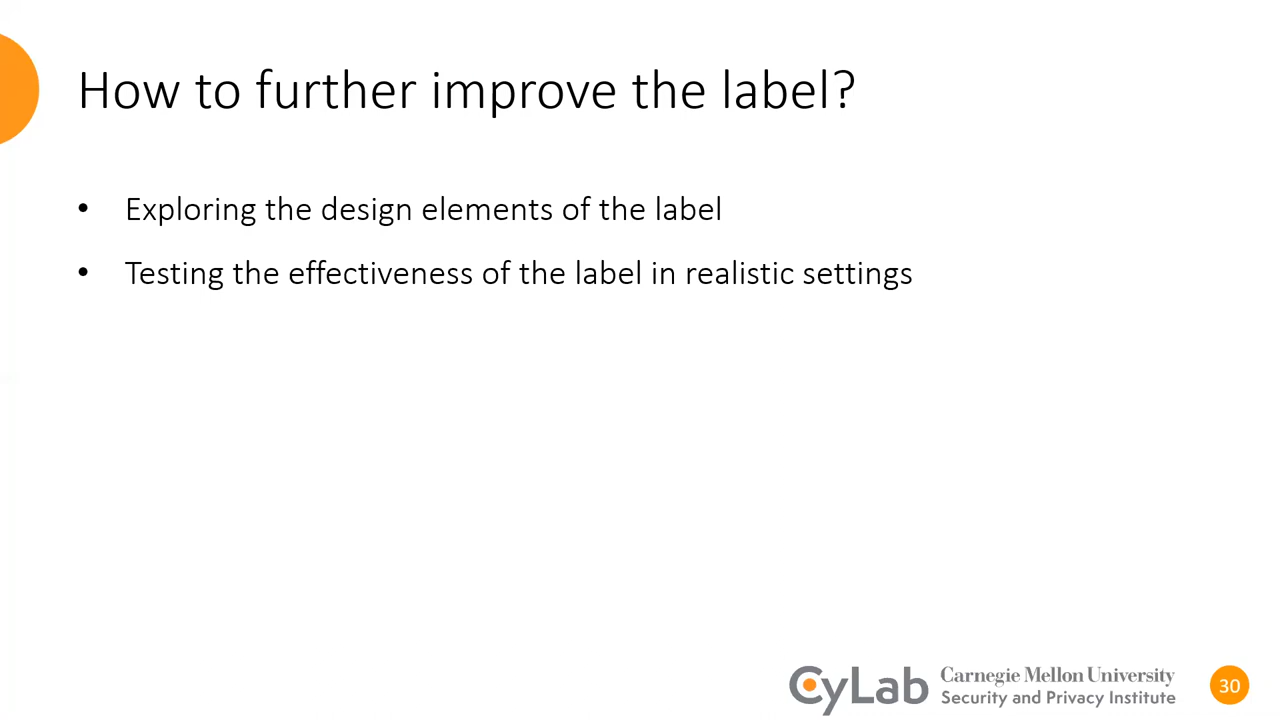 How to further improve the label?
• Exploring the design elements of the label
• Testing the effectiveness of the label in realistic settings
CyLab
Carnegie Mellon University
Security and Privacy Institute
30